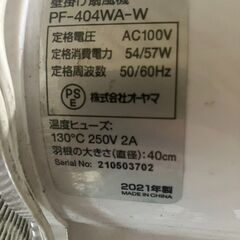 壁掛け扇風機
PF-404WA-W
定格電圧 AC100V
定格消費電力 54/57W
定格周波数 50/60Hz
PS
E
株式会社オーヤマ
温度ヒューズ:
130℃ 250V 2A
羽根の大きさ(直径): 40cm
Serial No: 210503702
2021年製
MADE IN CHINA